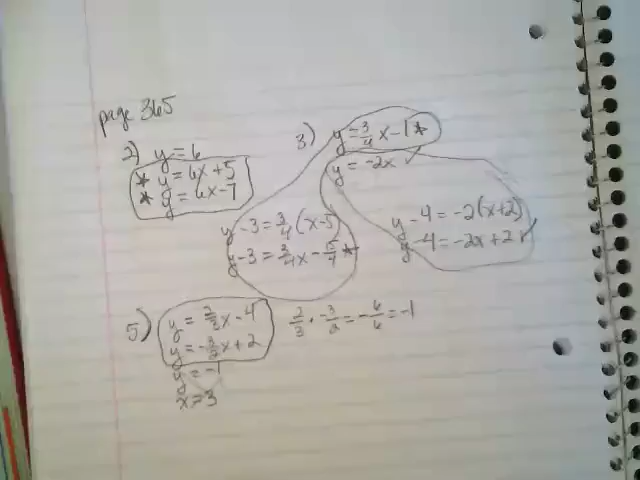 page 365
2) y = 6
* y = 6x + 5
* y = 6x - 7
3) y = 3/4 x - 1 *
y = -2x ✓
y - 3 = 3/4 (x - 5)
y - 3 = 3/4 x - 5/4 *
y - 4 = -2(x+2)
y - 4 = -2x + 2 ✓
5) y = 2/3 x - 4
y = -3/2 x + 2
y = -1
x = 3
2/3 · -3/2 = -6/6 = -1